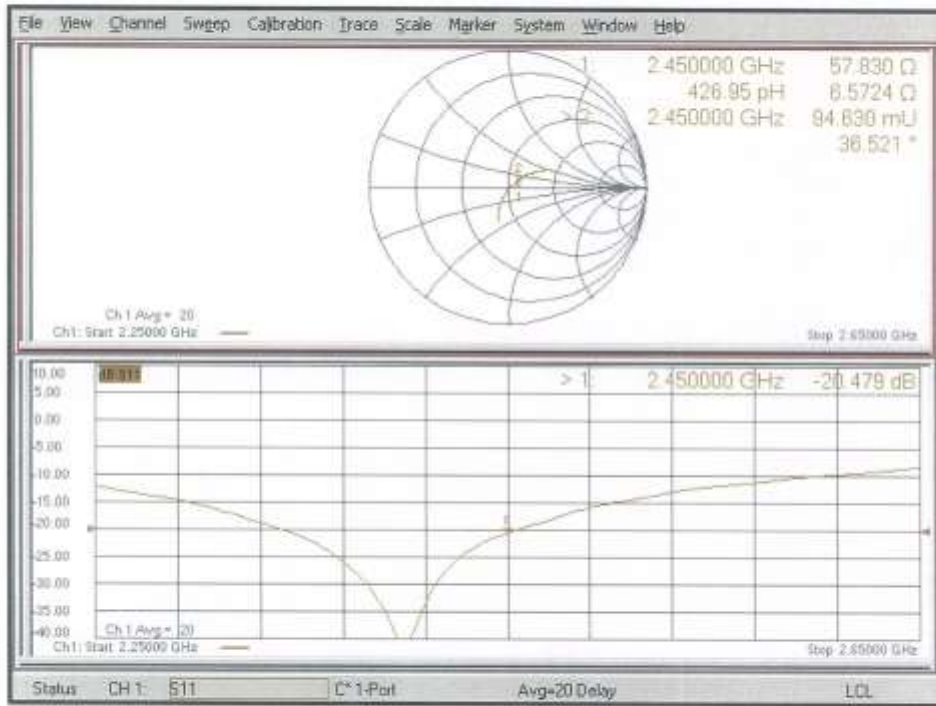 File View Channel Sweep Calibration Trace Scale Marker System Window Help
1: 2.450000 GHz 57.830 Ω
426.95 pH 6.5724 Ω
> 2: 2.450000 GHz 94.630 mU
36.521 °
Ch 1 Avg = 20
Ch1: Start 2.25000 GHz
Stop 2.65000 GHz
10.00
dB S11
> 1: 2.450000 GHz -20.479 dB
5.00
0.00
-5.00
-10.00
-15.00
-20.00
-25.00
-30.00
-35.00
-40.00
Ch 1 Avg = 20
Ch1: Start 2.25000 GHz
Stop 2.65000 GHz
Status CH 1: S11 C* 1-Port Avg=20 Delay LCL